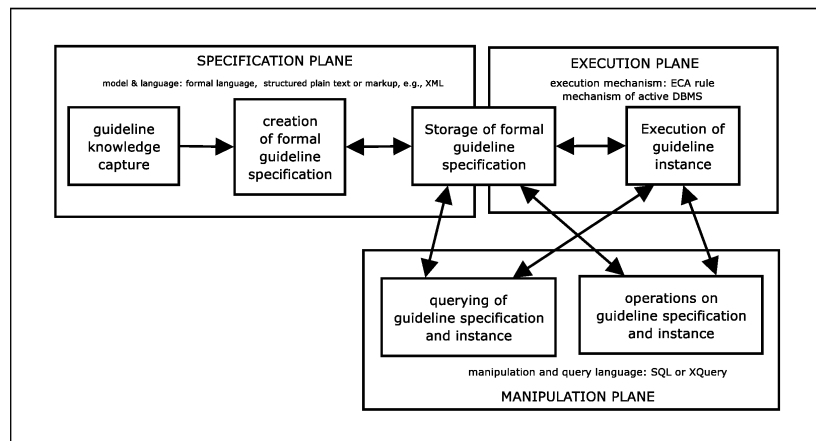 SPECIFICATION PLANE
model & language: formal language, structured plain text or markup, e.g., XML
guideline
knowledge
capture
creation
of formal
guideline
specification
Storage of formal
guideline
specification
EXECUTION PLANE
execution mechanism: ECA rule
mechanism of active DBMS
Execution of
guideline
instance
querying of
guideline specification
and instance
operations on
guideline specification
and instance
manipulation and query language: SQL or XQuery
MANIPULATION PLANE